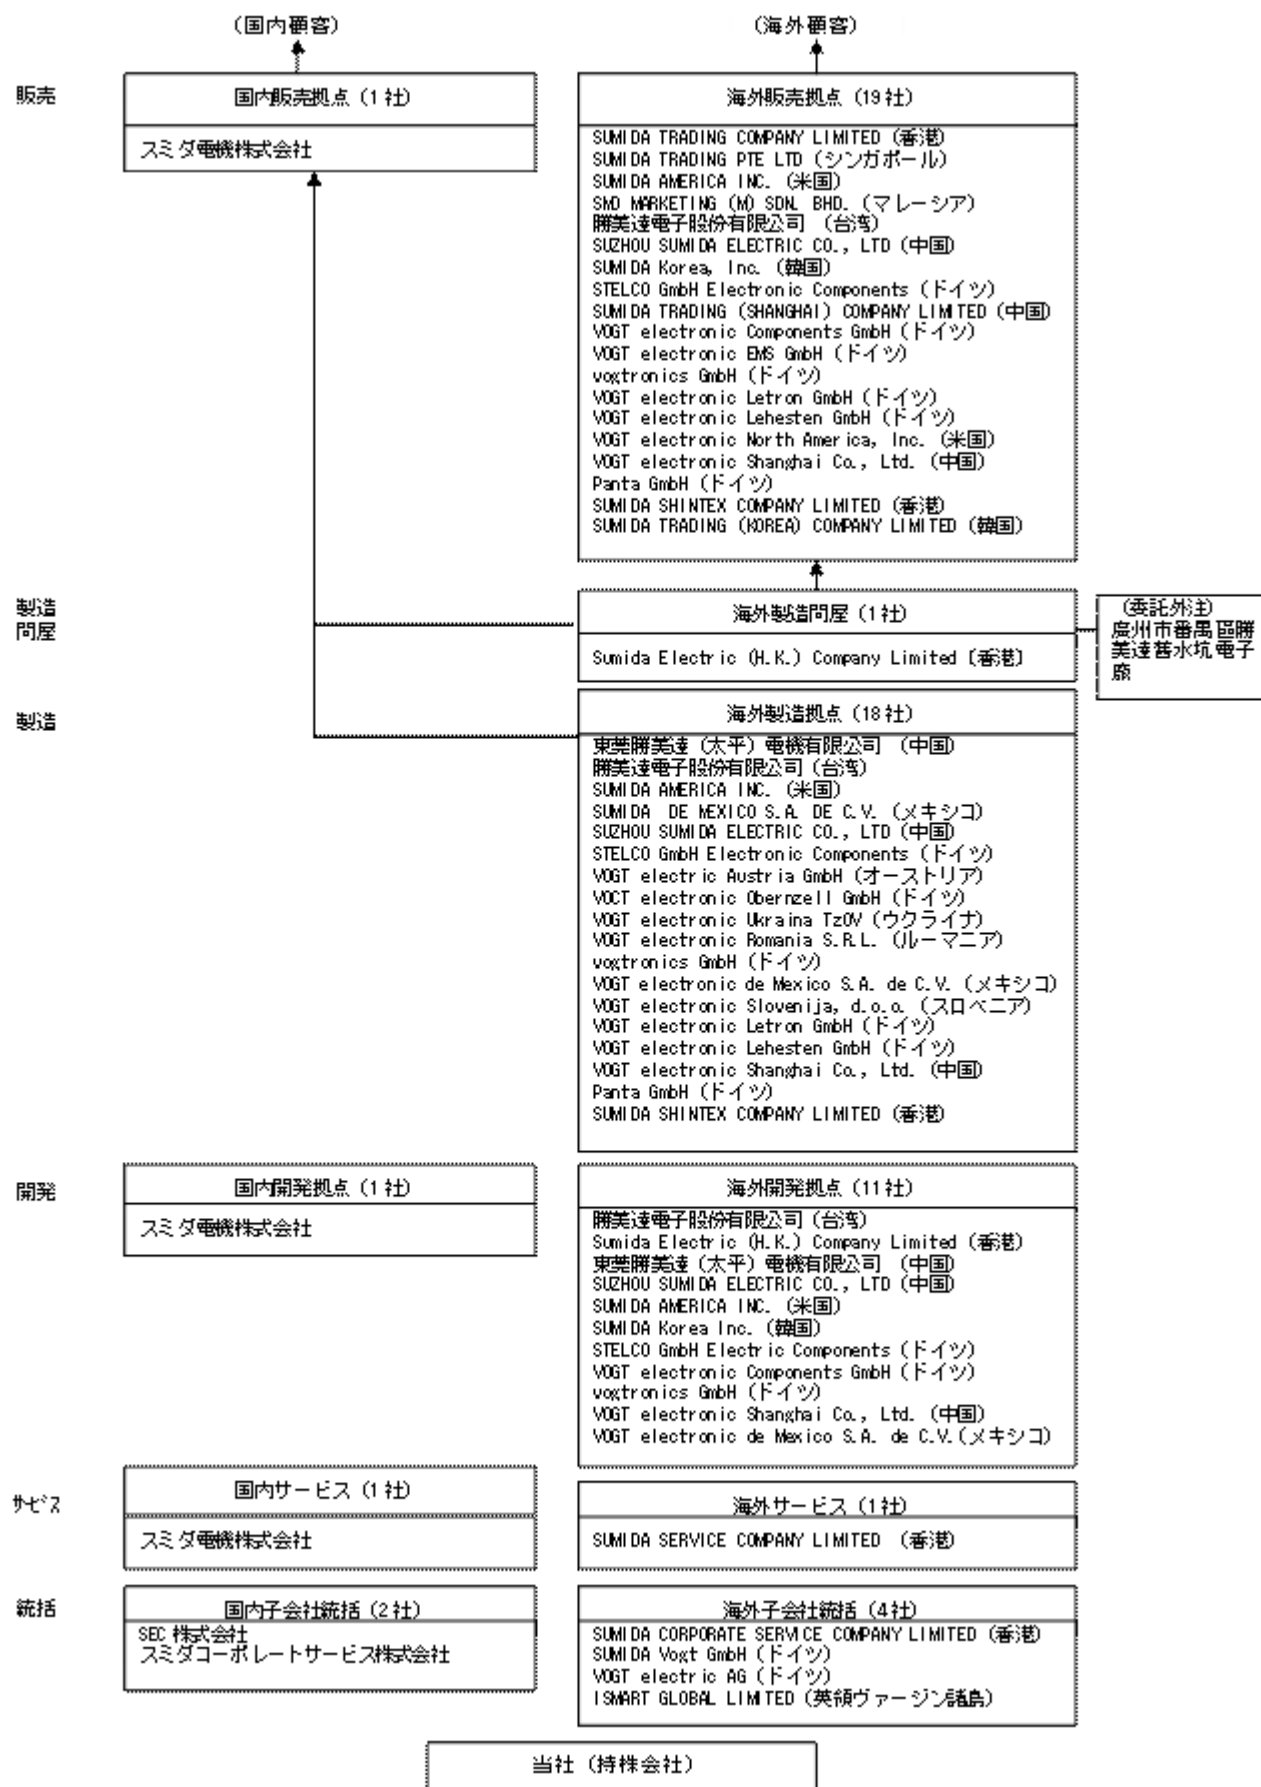 （国内顧客）
（海外顧客）
販売
国内販売拠点（1社）
スミダ電機株式会社
海外販売拠点（19社）
SUMIDA TRADING COMPANY LIMITED（香港）
SUMIDA TRADING PTE LTD（シンガポール）
SUMIDA AMERICA INC.（米国）
SMD MARKETING (M) SDN. BHD.（マレーシア）
勝美達電子股份有限公司 （台湾）
SUZHOU SUMIDA ELECTRIC CO., LTD（中国）
SUMIDA Korea, Inc.（韓国）
STELCO GmbH Electronic Components（ドイツ）
SUMIDA TRADING (SHANGHAI) COMPANY LIMITED（中国）
VOGT electronic Components GmbH（ドイツ）
VOGT electronic EMS GmbH（ドイツ）
vogtronics GmbH（ドイツ）
VOGT electronic Letron GmbH（ドイツ）
VOGT electronic Lehesten GmbH（ドイツ）
VOGT electronic North America, Inc.（米国）
VOGT electronic Shanghai Co., Ltd.（中国）
Panta GmbH（ドイツ）
SUMIDA SHINTEX COMPANY LIMITED（香港）
SUMIDA TRADING (KOREA) COMPANY LIMITED（韓国）
製造
問屋
海外製造問屋（1社）
Sumida Electric (H.K.) Company Limited［香港］
（委託外注）
廣州市番禺區勝
美達舊水坑電子
廠
製造
海外製造拠点（18社）
東莞勝美達（太平）電機有限公司 （中国）
勝美達電子股份有限公司（台湾）
SUMIDA AMERICA INC.（米国）
SUMIDA DE MEXICO S.A. DE C.V.（メキシコ）
SUZHOU SUMIDA ELECTRIC CO., LTD（中国）
STELCO GmbH Electronic Components（ドイツ）
VOGT electric Austria GmbH（オーストリア）
VOCT electronic Obernzell GmbH（ドイツ）
VOGT electronic Ukraina TzOV（ウクライナ）
VOGT electronic Romania S.R.L.（ルーマニア）
vogtronics GmbH（ドイツ）
VOGT electronic de Mexico S.A. de C.V.（メキシコ）
VOGT electronic Slovenija, d.o.o.（スロベニア）
VOGT electronic Letron GmbH（ドイツ）
VOGT electronic Lehesten GmbH（ドイツ）
VOGT electronic Shanghai Co., Ltd.（中国）
Panta GmbH（ドイツ）
SUMIDA SHINTEX COMPANY LIMITED（香港）
開発
国内開発拠点（1社）
スミダ電機株式会社
海外開発拠点（11社）
勝美達電子股份有限公司（台湾）
Sumida Electric (H.K.) Company Limited（香港）
東莞勝美達（太平）電機有限公司 （中国）
SUZHOU SUMIDA ELECTRIC CO., LTD（中国）
SUMIDA AMERICA INC.（米国）
SUMIDA Korea Inc.（韓国）
STELCO GmbH Electric Components（ドイツ）
VOGT electronic Components GmbH（ドイツ）
vogtronics GmbH（ドイツ）
VOGT electronic Shanghai Co., Ltd.（中国）
VOGT electronic de Mexico S.A. de C.V.（メキシコ）
サービス
国内サービス（1社）
スミダ電機株式会社
海外サービス（1社）
SUMIDA SERVICE COMPANY LIMITED （香港）
統括
国内子会社統括（2社）
SEC 株式会社
スミダコーポレートサービス株式会社
海外子会社統括（4社）
SUMIDA CORPORATE SERVICE COMPANY LIMITED（香港）
SUMIDA Vogt GmbH（ドイツ）
VOGT electric AG（ドイツ）
ISMART GLOBAL LIMITED（英領ヴァージン諸島）
当社（持株会社）